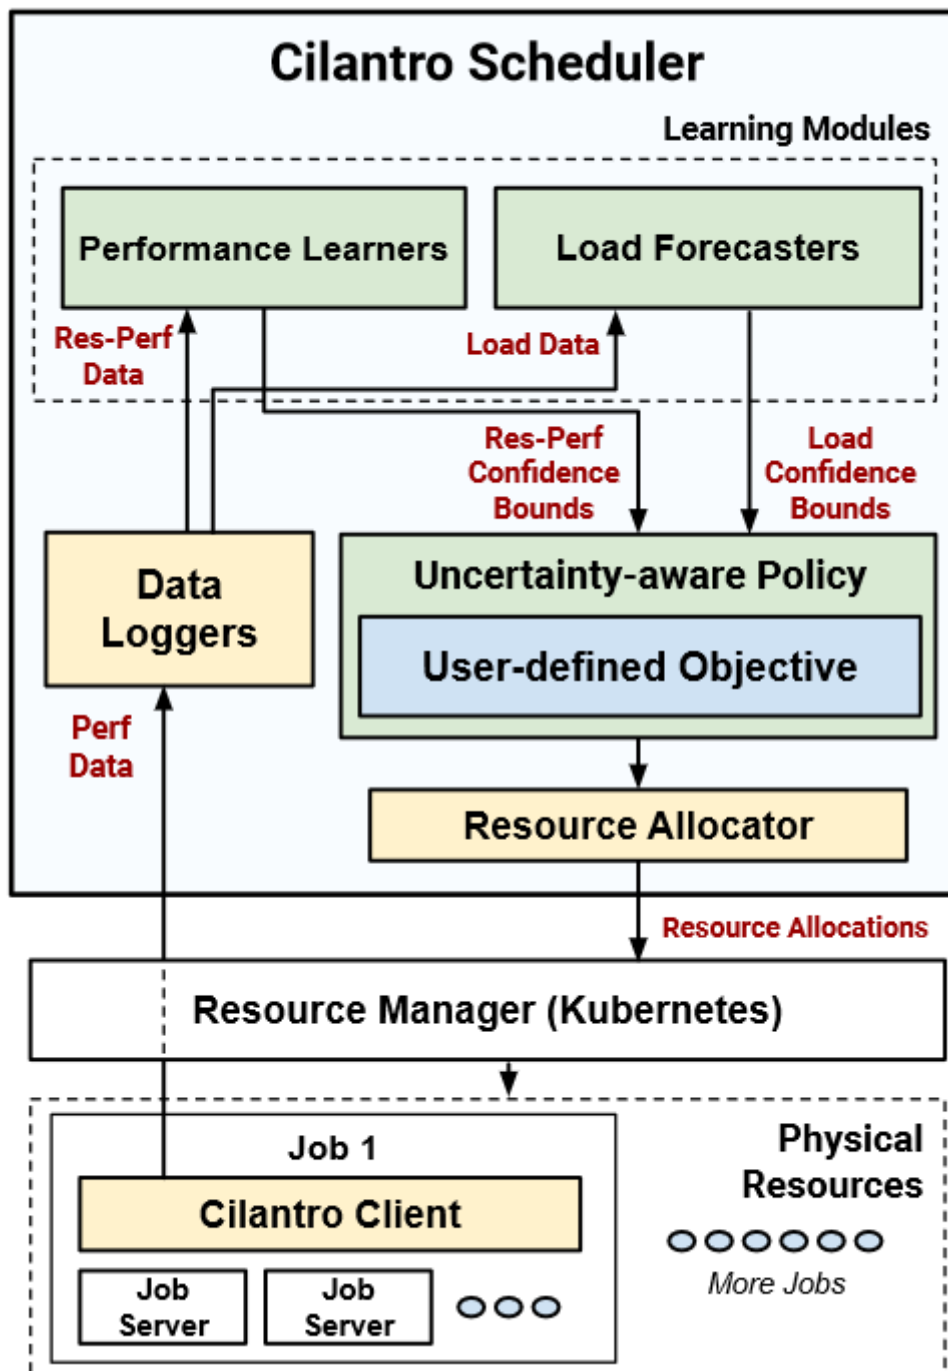 Cilantro Scheduler
Learning Modules
Performance Learners
Load Forecasters
Res-Perf
Data
Load Data
Res-Perf
Confidence
Bounds
Load
Confidence
Bounds
Data
Loggers
Uncertainty-aware Policy
User-defined Objective
Perf
Data
Resource Allocator
Resource Allocations
Resource Manager (Kubernetes)
Job 1
Cilantro Client
Job
Server
Job
Server
Physical
Resources
More Jobs